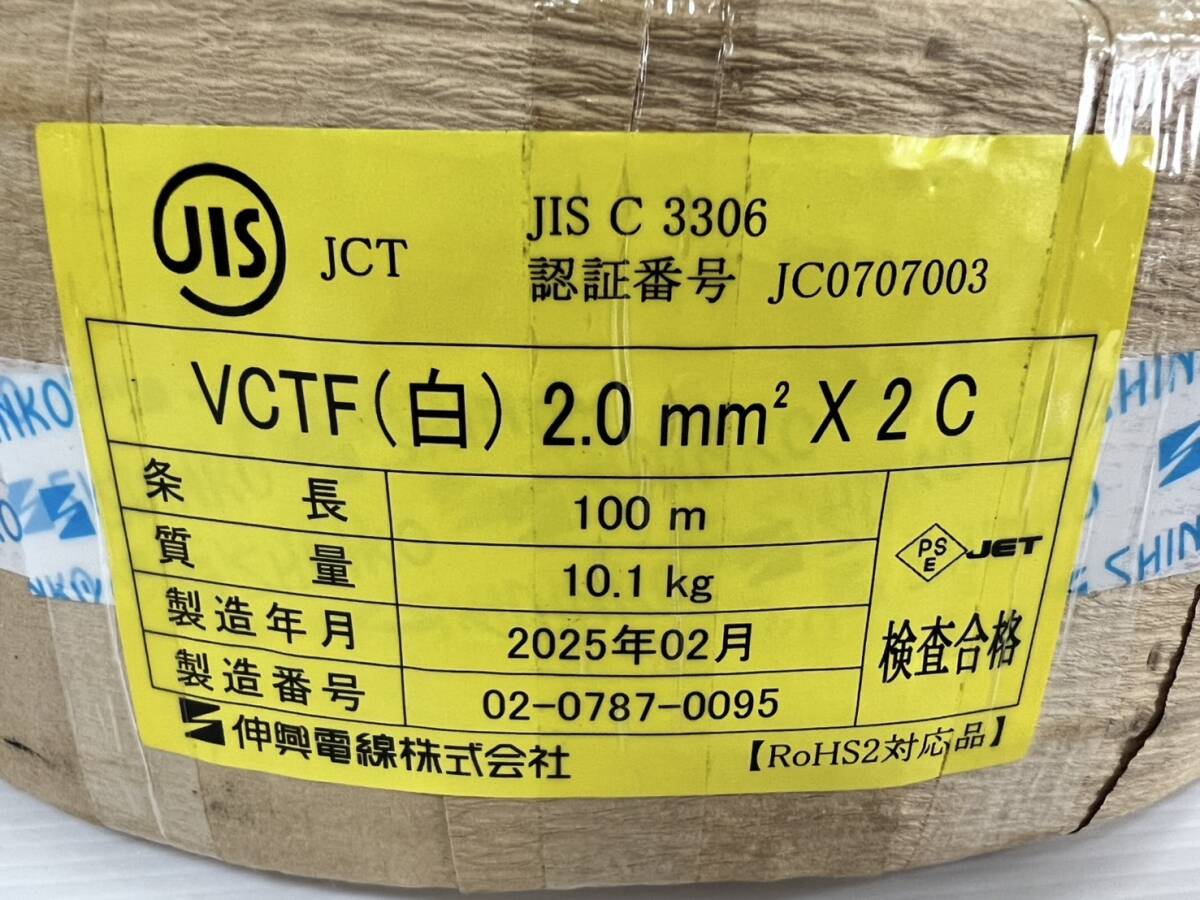 JIS JCT JIS C 3306
認証番号 JC0707003
VCTF(白) 2.0 mm² X 2 C
条長 100 m
質量 10.1 kg
製造年月 2025年02月
製造番号 02-0787-0095
PS
E JET
検査合格
伸興電線株式会社 【RoHS2対応品】
SHINKO